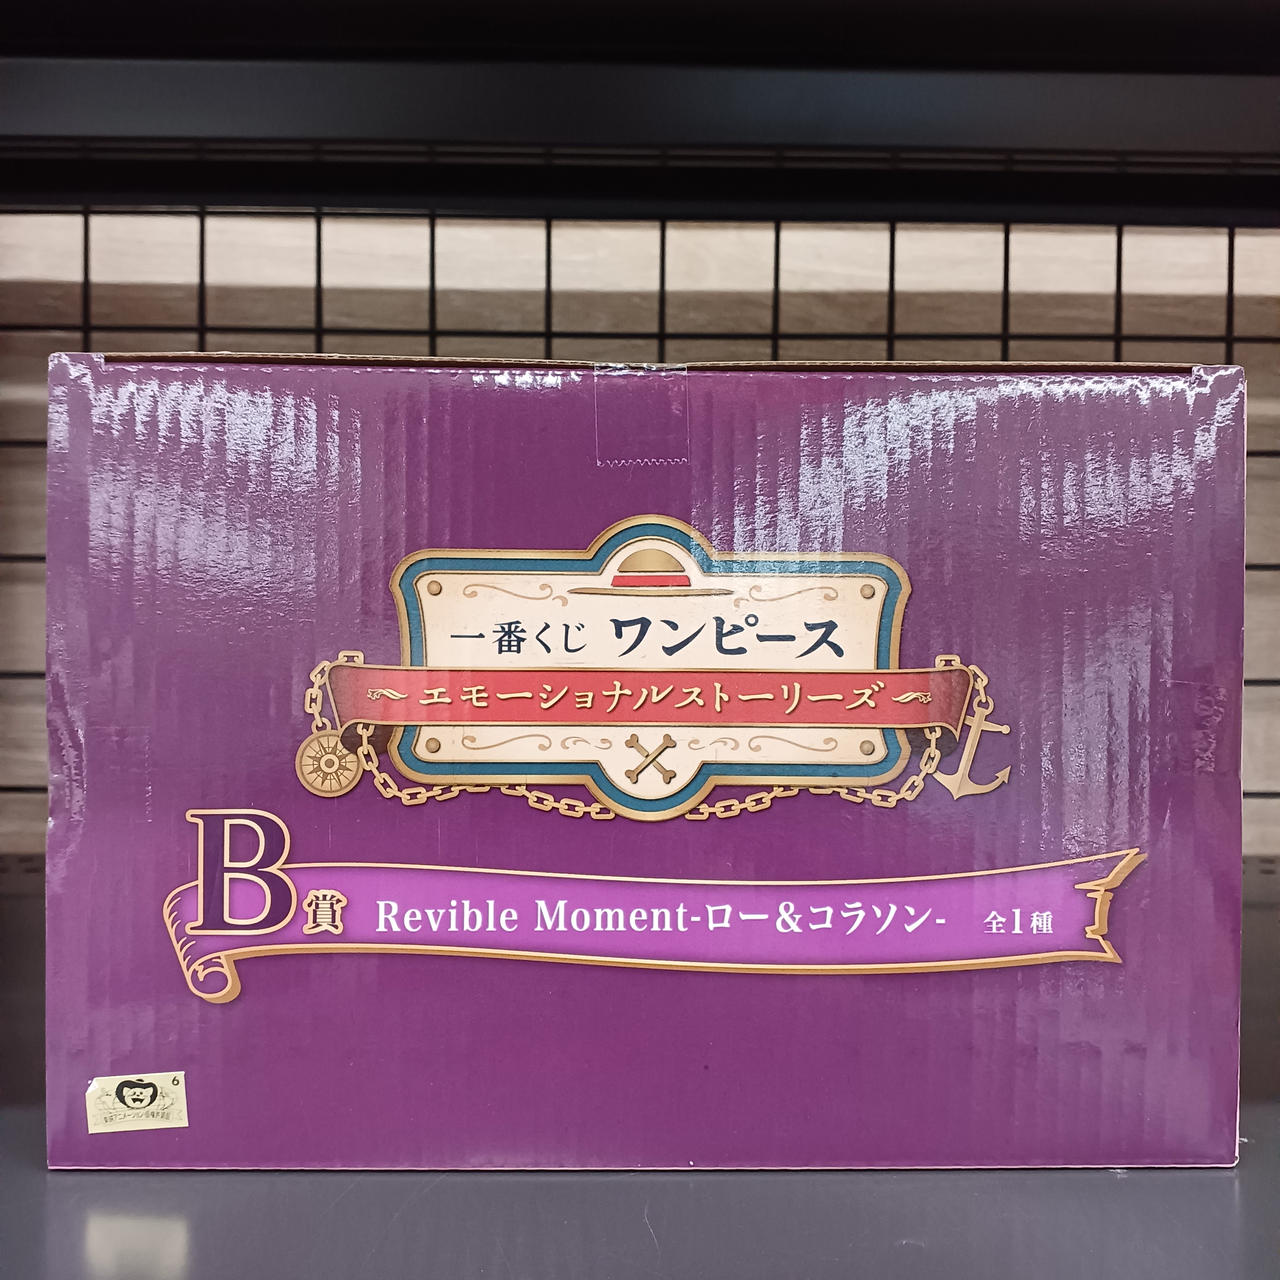 一番くじ ワンピース
エモーショナルストーリーズ
B賞 Revible Moment-ロー&コラソン- 全1種
6